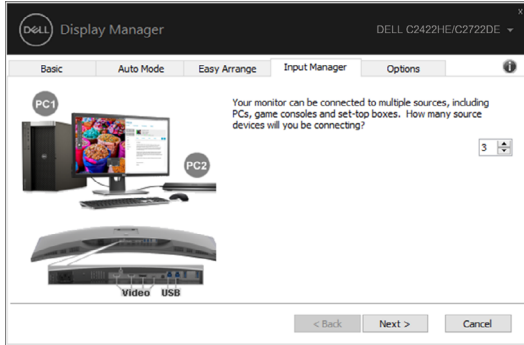 DELL Display Manager
DELL C2422HE/C2722DE
Basic
Auto Mode
Easy Arrange
Input Manager
Options
PC1
PC2
Your monitor can be connected to multiple sources, including
PCs, game consoles and set-top boxes. How many source
devices will you be connecting?
3
Video USB
< Back
Next >
Cancel